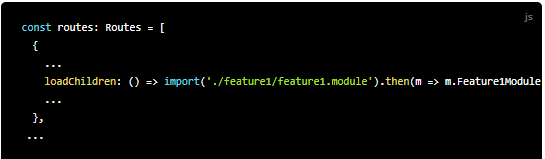 js
const routes: Routes = [
{
...
loadChildren: () => import('./feature1/feature1.module').then(m => m.Feature1Module
...
},
...